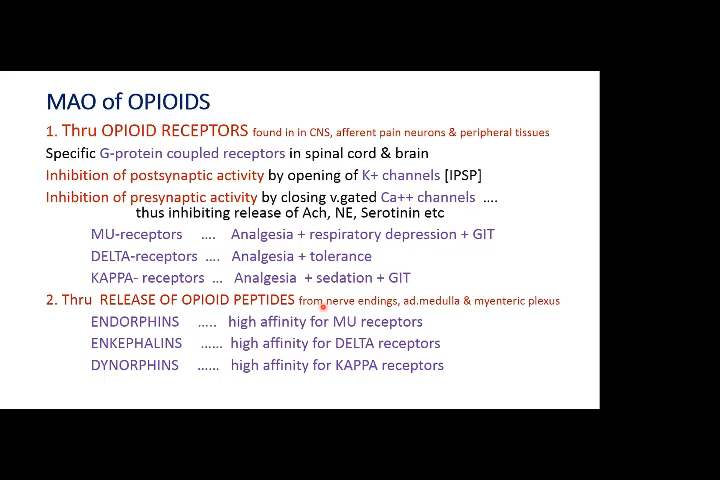 MAO of OPIOIDS
1. Thru OPIOID RECEPTORS found in in CNS, afferent pain neurons & peripheral tissues
Specific G-protein coupled receptors in spinal cord & brain
Inhibition of postsynaptic activity by opening of K+ channels [IPSP]
Inhibition of presynaptic activity by closing v.gated Ca++ channels ....
thus inhibiting release of Ach, NE, Serotinin etc
MU-receptors .... Analgesia + respiratory depression + GIT
DELTA-receptors .... Analgesia + tolerance
KAPPA- receptors ... Analgesia + sedation + GIT
2. Thru RELEASE OF OPIOID PEPTIDES from nerve endings, ad.medulla & myenteric plexus
ENDORPHINS ..... high affinity for MU receptors
ENKEPHALINS ...... high affinity for DELTA receptors
DYNORPHINS ...... high affinity for KAPPA receptors